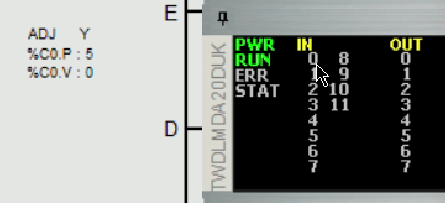 E
ADJ Y
%C0.P : 5
%C0.V : 0
D
TWDLMDA20DUK
PWR IN OUT
RUN 0 8 0
ERR 1 9 1
STAT 2 10 2
3 11 3
4 4
5 5
6 6
7 7